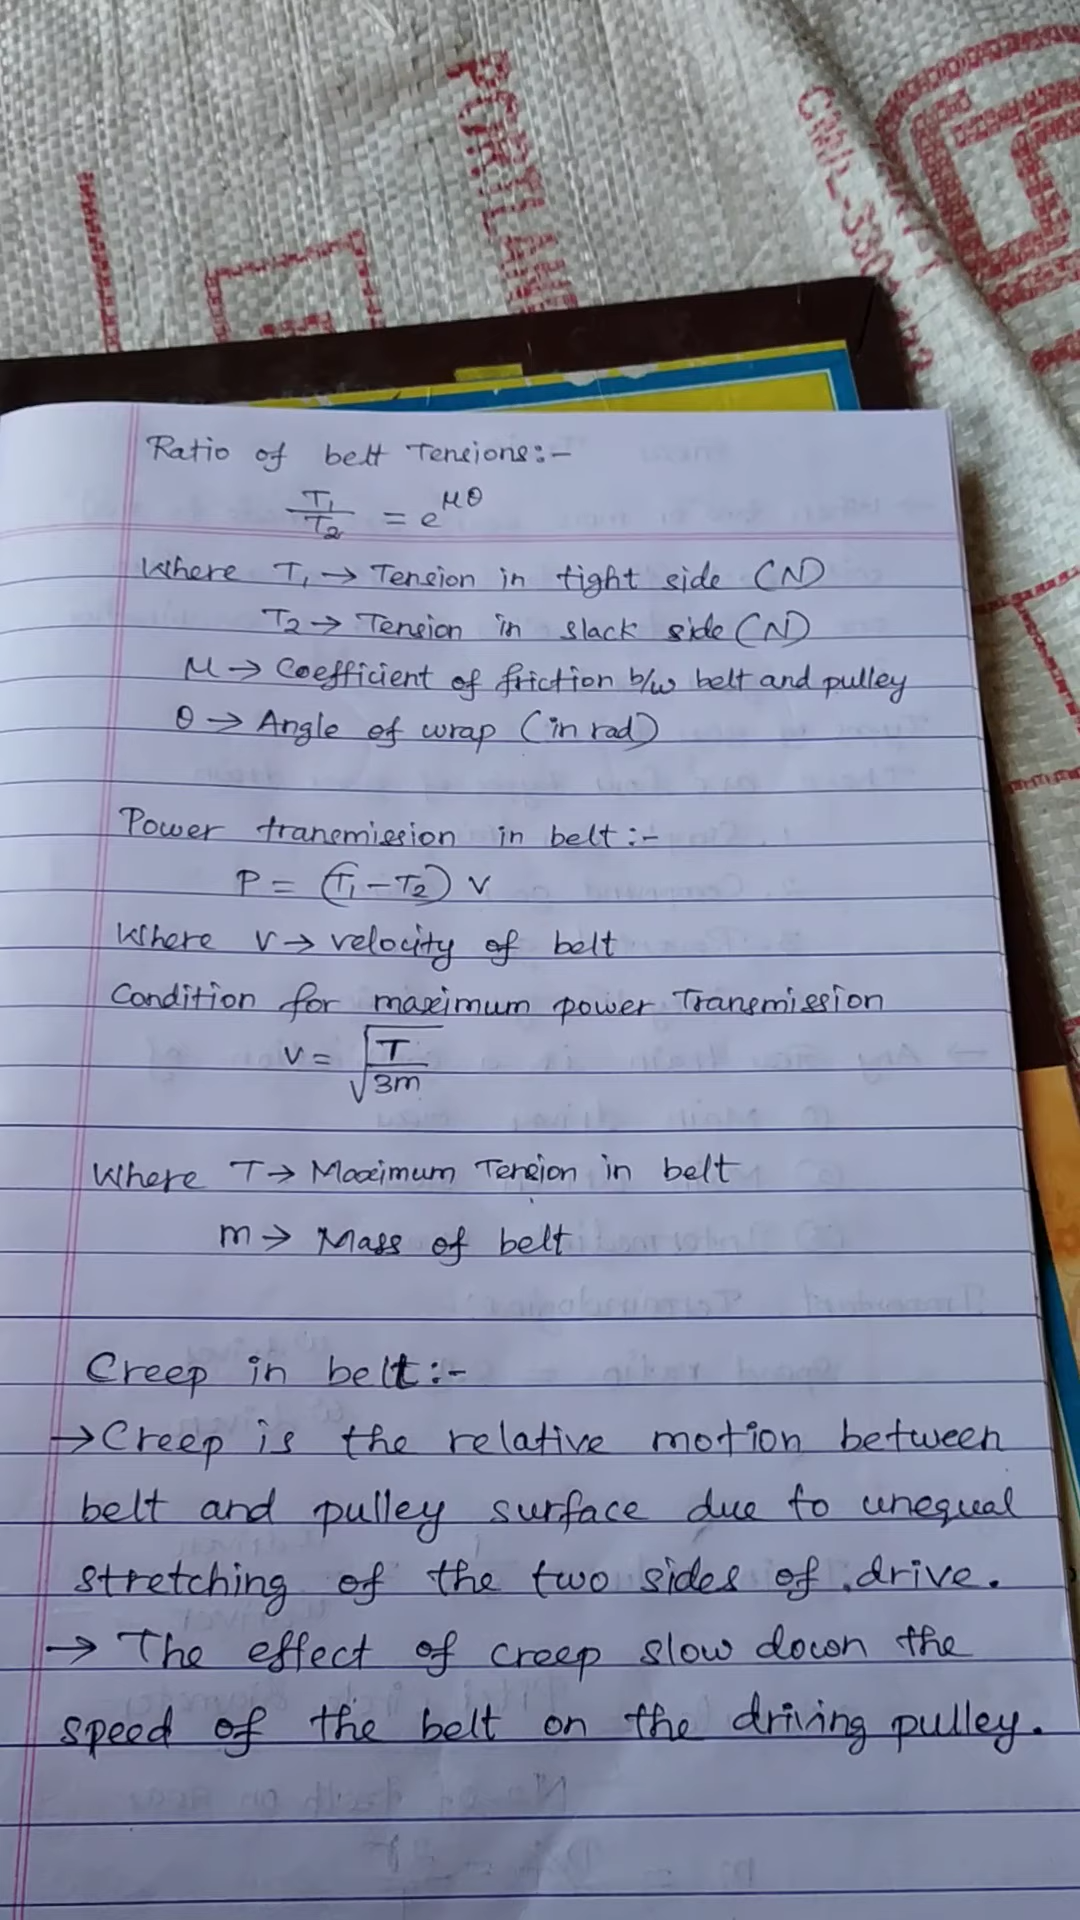 PORTLAND
Ratio of belt Tensions:-
T₁/T₂ = e^μθ
Where T₁ → Tension in tight side (N)
T₂ → Tension in slack side (N)
μ → Coefficient of friction b/w belt and pulley
θ → Angle of wrap (in rad)
Power transmission in belt :-
P = (T₁ - T₂) v
Where v → velocity of belt
Condition for maximum power Transmission
v = √(T/3m)
Where T → Maximum Tension in belt
m → Mass of belt
Creep in belt :-
→ Creep is the relative motion between
belt and pulley surface due to unequal
stretching of the two sides of drive.
→ The effect of creep slow down the
speed of the belt on the driving pulley.